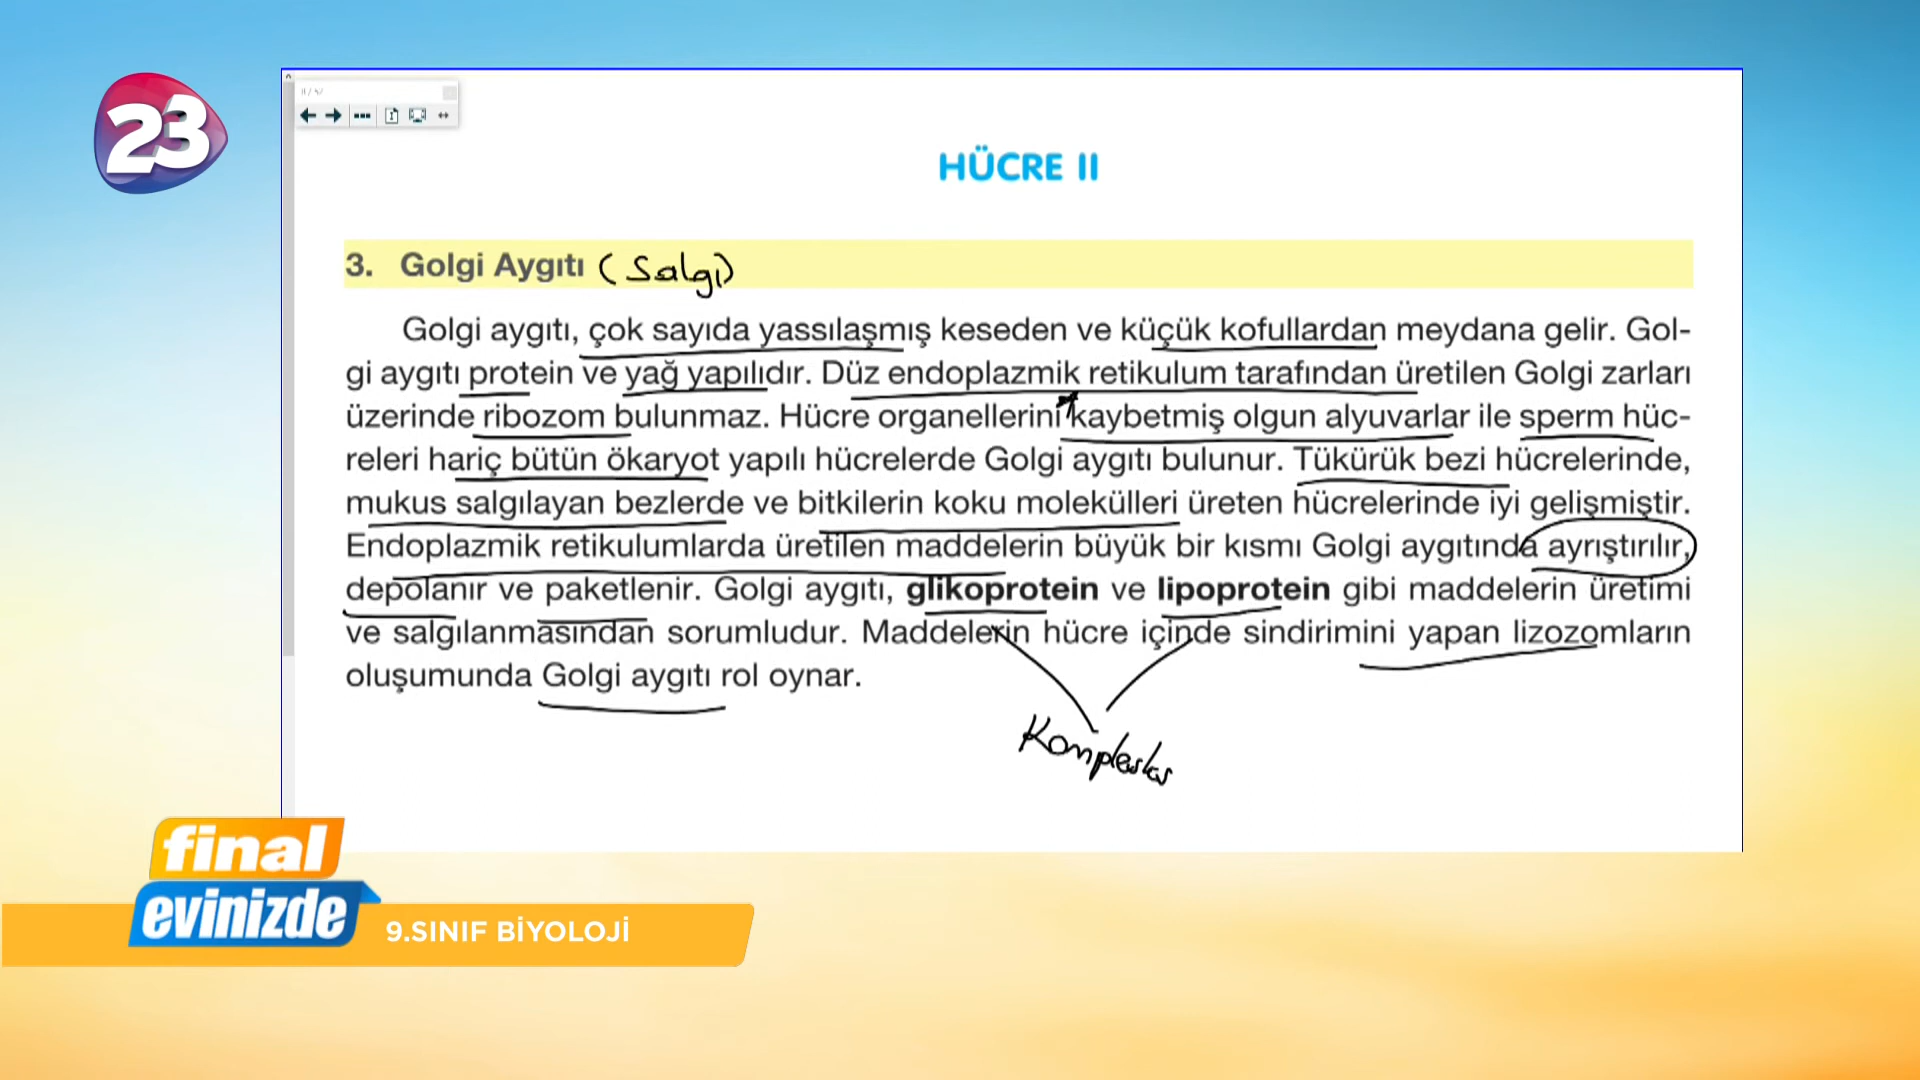 23
HÜCRE II
3. Golgi Aygıtı (Salgı)
Golgi aygıtı, çok sayıda yassılaşmış keseden ve küçük kofullardan meydana gelir. Gol-
gi aygıtı protein ve yağ yapılıdır. Düz endoplazmik retikulum tarafından üretilen Golgi zarları
üzerinde ribozom bulunmaz. Hücre organellerini kaybetmiş olgun alyuvarlar ile sperm hüc-
releri hariç bütün ökaryot yapılı hücrelerde Golgi aygıtı bulunur. Tükürük bezi hücrelerinde,
mukus salgılayan bezlerde ve bitkilerin koku molekülleri üreten hücrelerinde iyi gelişmiştir.
Endoplazmik retikulumlarda üretilen maddelerin büyük bir kısmı Golgi aygıtında ayrıştırılır,
depolanır ve paketlenir. Golgi aygıtı, glikoprotein ve lipoprotein gibi maddelerin üretimi
ve salgılanmasından sorumludur. Maddelerin hücre içinde sindirimini yapan lizozomların
oluşumunda Golgi aygıtı rol oynar.
final
evinizde
9.SINIF BİYOLOJİ